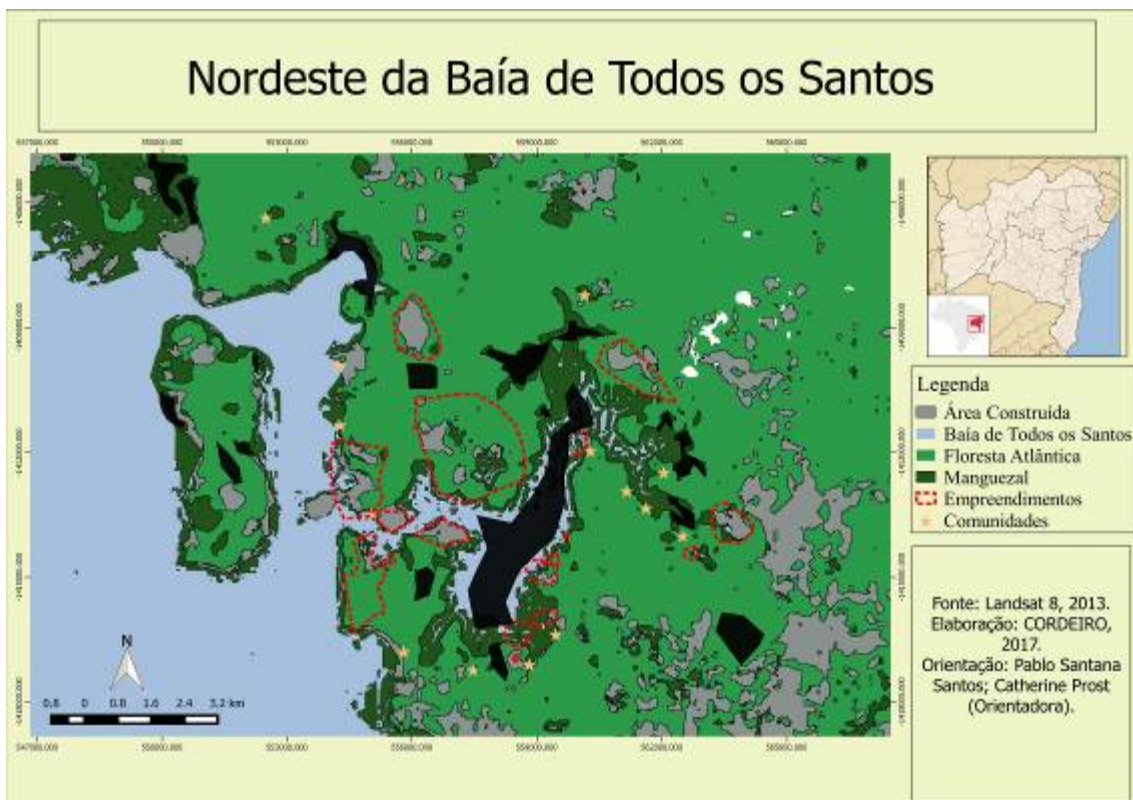 Nordeste da Baía de Todos os Santos
Legenda
Área Construída
Baía de Todos os Santos
Floresta Atlântica
Manguezal
Empreendimentos
Comunidades
Fonte: Landsat 8, 2013.
Elaboração: CORDEIRO,
2017.
Orientação: Pablo Santana
Santos; Catherine Prost
(Orientadora).
N
0.8 0 0.8 1.6 2.4 3.2 km